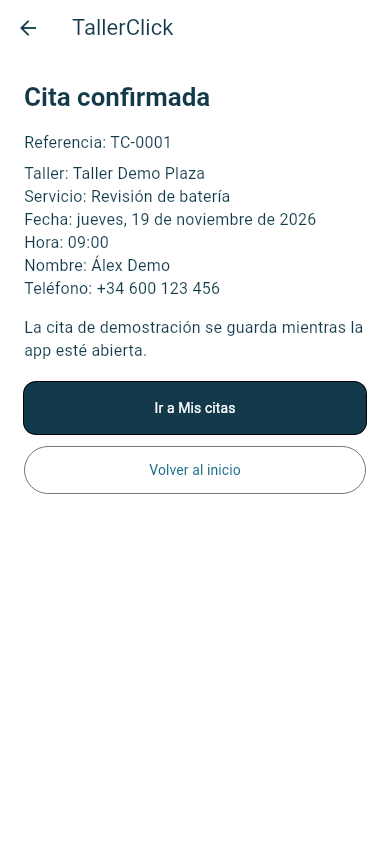 TallerClick
Cita confirmada
Referencia: TC-0001
Taller: Taller Demo Plaza
Servicio: Revisión de batería
Fecha: jueves, 19 de noviembre de 2026
Hora: 09:00
Nombre: Álex Demo
Teléfono: +34 600 123 456
La cita de demostración se guarda mientras la
app esté abierta.
Ir a Mis citas
Volver al inicio